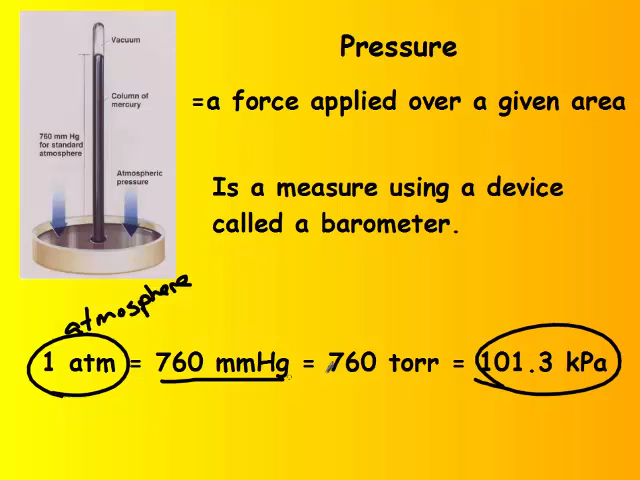 Vacuum
Column of
mercury
760 mm Hg
for standard
atmosphere
Atmospheric
pressure
Pressure
=a force applied over a given area
Is a measure using a device
called a barometer.
atmosphere
1 atm = 760 mmHg = 760 torr = 101.3 kPa